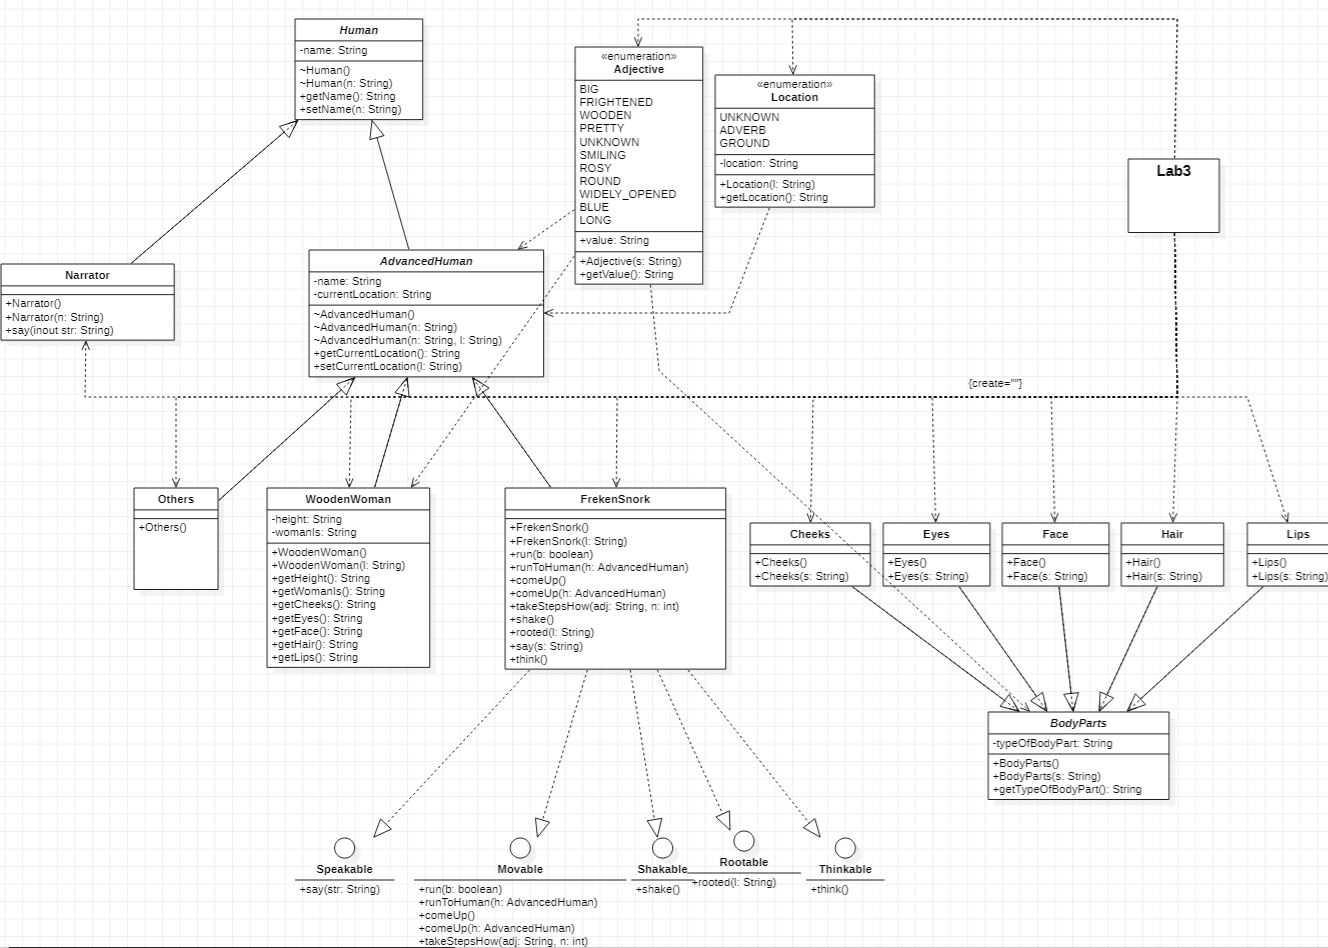 Human
-name: String
~Human()
~Human(n: String)
+getName(): String
+setName(n: String)
«enumeration»
Adjective
BIG
FRIGHTENED
WOODEN
PRETTY
UNKNOWN
SMILING
ROSY
ROUND
WIDELY_OPENED
BLUE
LONG
+value: String
+Adjective(s: String)
+getValue(): String
«enumeration»
Location
UNKNOWN
ADVERB
GROUND
-location: String
+Location(l: String)
+getLocation(): String
Lab3
Narrator
+Narrator()
+Narrator(n: String)
+say(inout str: String)
AdvancedHuman
-name: String
-currentLocation: String
~AdvancedHuman()
~AdvancedHuman(n: String)
~AdvancedHuman(n: String, l: String)
+getCurrentLocation(): String
+setCurrentLocation(l: String)
{create=""}
Others
+Others()
WoodenWoman
-height: String
-womanIs: String
+WoodenWoman()
+WoodenWoman(l: String)
+getHeight(): String
+getWomanIs(): String
+getCheeks(): String
+getEyes(): String
+getFace(): String
+getHair(): String
+getLips(): String
FrekenSnork
+FrekenSnork()
+FrekenSnork(l: String)
+run(b: boolean)
+runToHuman(h: AdvancedHuman)
+comeUp()
+comeUp(h: AdvancedHuman)
+takeStepsHow(adj: String, n: int)
+shake()
+rooted(l: String)
+say(s: String)
+think()
Cheeks
+Cheeks()
+Cheeks(s: String)
Eyes
+Eyes()
+Eyes(s: String)
Face
+Face()
+Face(s: String)
Hair
+Hair()
+Hair(s: String)
Lips
+Lips()
+Lips(s: String)
BodyParts
-typeOfBodyPart: String
+BodyParts()
+BodyParts(s: String)
+getTypeOfBodyPart(): String
Speakable
+say(str: String)
Movable
+run(b: boolean)
+runToHuman(h: AdvancedHuman)
+comeUp()
+comeUp(h: AdvancedHuman)
+takeStepsHow(adj: String, n: int)
Shakable
+shake()
Rootable
+rooted(l: String)
Thinkable
+think()